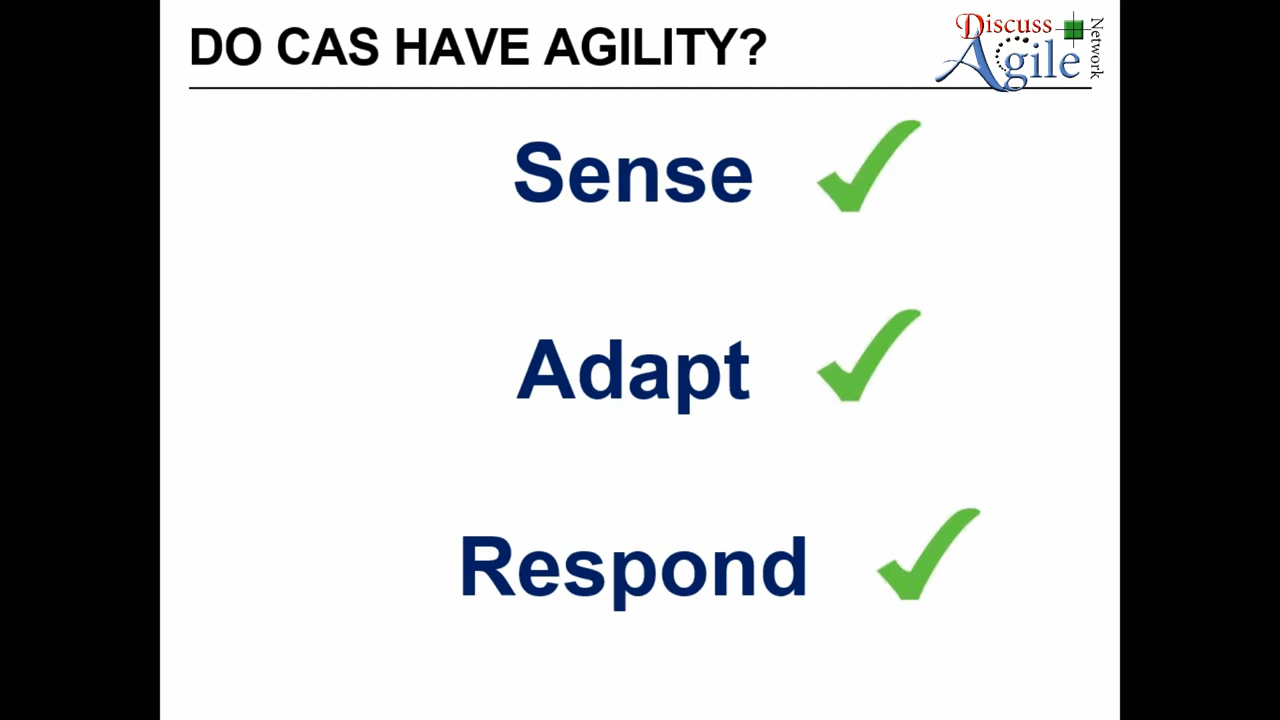 DO CAS HAVE AGILITY?
Discuss
Agile
Network
Sense
Adapt
Respond